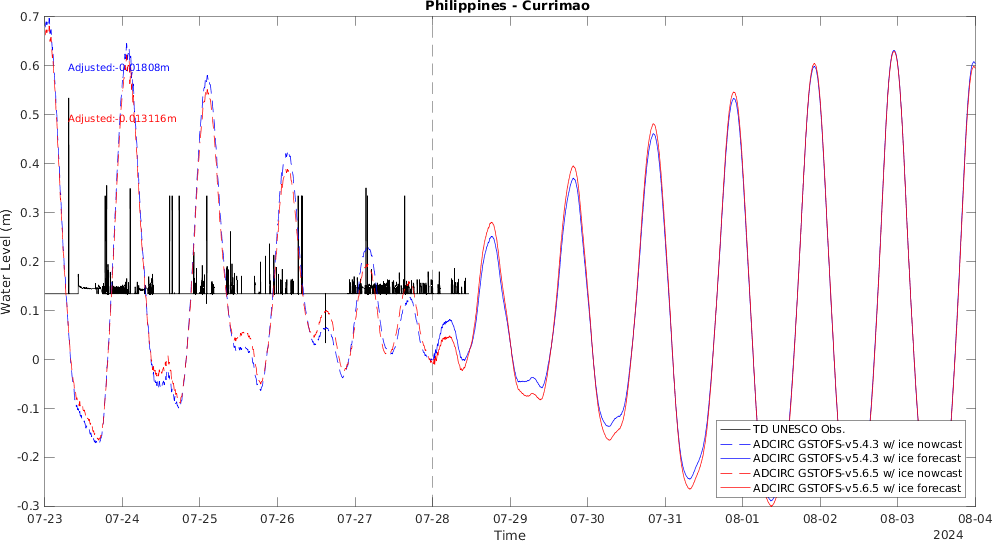 Philippines - Currimao
Water Level (m)
0.7
0.6
0.5
0.4
0.3
0.2
0.1
0
-0.1
-0.2
-0.3
Adjusted:-0.01808m
Adjusted:-0.013116m
TD UNESCO Obs.
ADCIRC GSTOFS-v5.4.3 w/ ice nowcast
ADCIRC GSTOFS-v5.4.3 w/ ice forecast
ADCIRC GSTOFS-v5.6.5 w/ ice nowcast
ADCIRC GSTOFS-v5.6.5 w/ ice forecast
07-23 07-24 07-25 07-26 07-27 07-28 07-29 07-30 07-31 08-01 08-02 08-03 08-04
Time
2024